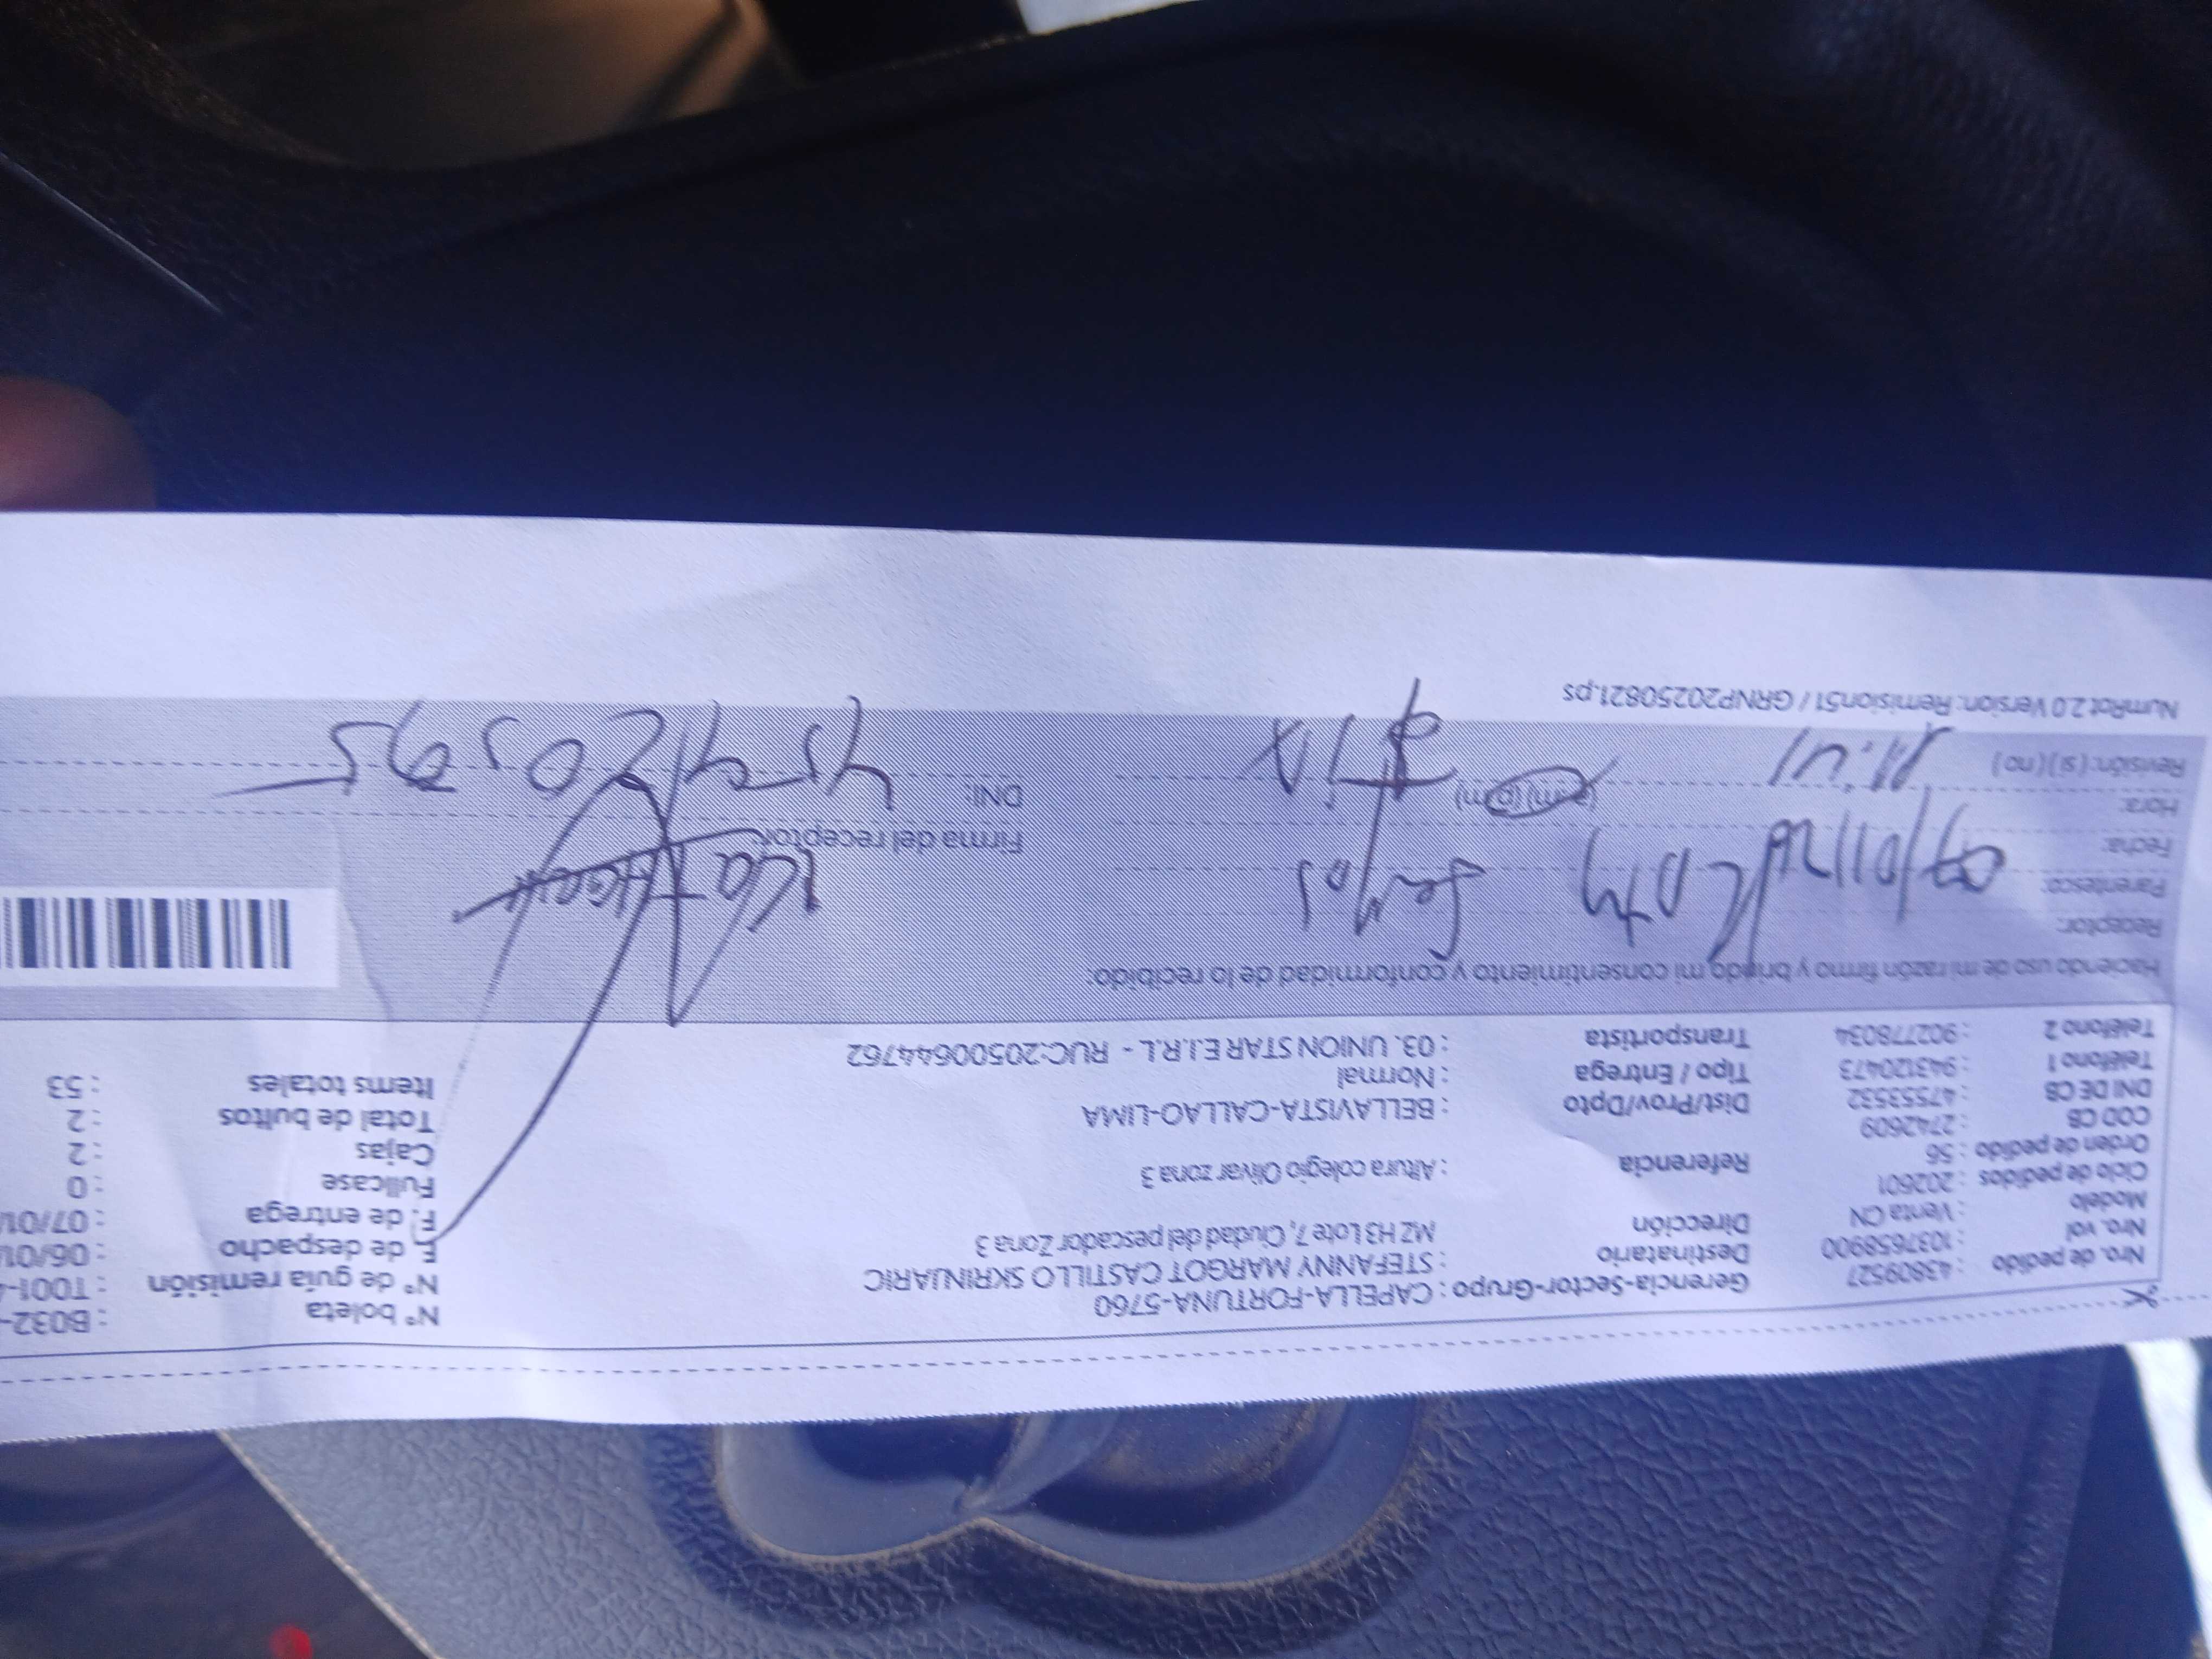 Nro. de pedido : 43809527
Nro. vol : 1037658900
Modelo : Venta CN
Ciclo de pedidos : 202601
Orden de pedido : 56
COD CB : 2742609
DNI DE CB : 47553532
Teléfono 1 : 943120473
Teléfono 2 : 902778034
Gerencia-Sector-Grupo : CAPELLA-FORTUNA-5760
Destinatario : STEFANNY MARGOT CASTILLO SKRINJARIC
Dirección MZ H3 Lote 7, Ciudad del pescador Zona 3
Referencia : Altura colegio Olivar zona 3
Dist/Prov/Dpto : BELLAVISTA-CALLAO-LIMA
Tipo / Entrega : Normal
Transportista : 03. UNION STAR E.I.R.L - RUC:20500644762
N° boleta : B032-
N° de guía remisión : T001-
F. de despacho : 06/01/
F. de entrega : 07/01/
Fullcase : 0
Cajas : 2
Total de bultos : 2
Items totales : 53
Haciendo uso de mi razón firmo y brindo mi consentimiento y conformidad de lo recibido:
Receptor:
Parentesco:
Fecha:
Hora: (a.m)(p.m)
Revisión: (si)(no)
Firma del receptor:
DNI:
NumRot 2.0 Version: Remision51 / GRNP20250821.ps